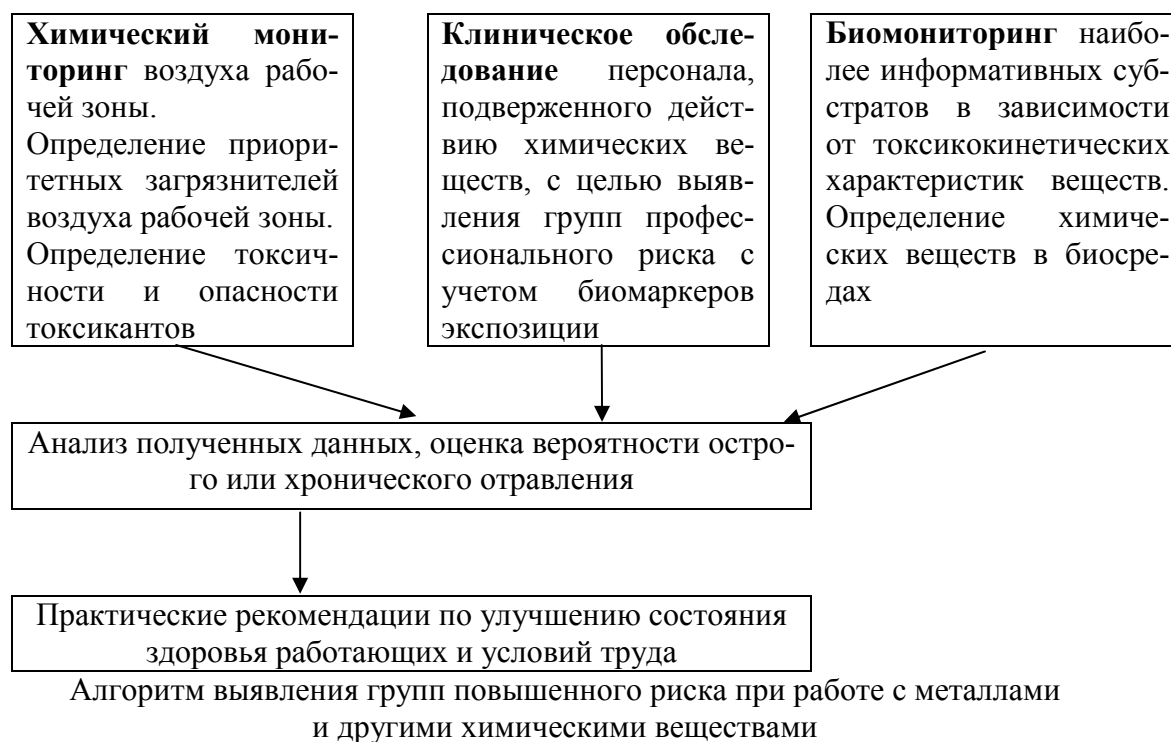 Химический мони-
торинг воздуха рабо-
чей зоны.
Определение приори-
тетных загрязнителей
воздуха рабочей зоны.
Определение токсич-
ности и опасности
токсикантов
Клиническое обсле-
дование персонала,
подверженного дейст-
вию химических ве-
ществ, с целью выяв-
ления групп профес-
сионального риска с
учетом биомаркеров
экспозиции
Биомониторинг наибо-
лее информативных суб-
стратов в зависимости
от токсикокинетических
характеристик веществ.
Определение химиче-
ских веществ в биосре-
дах
Анализ полученных данных, оценка вероятности остро-
го или хронического отравления
Практические рекомендации по улучшению состояния
здоровья работающих и условий труда
Алгоритм выявления групп повышенного риска при работе с металлами
и другими химическими веществами